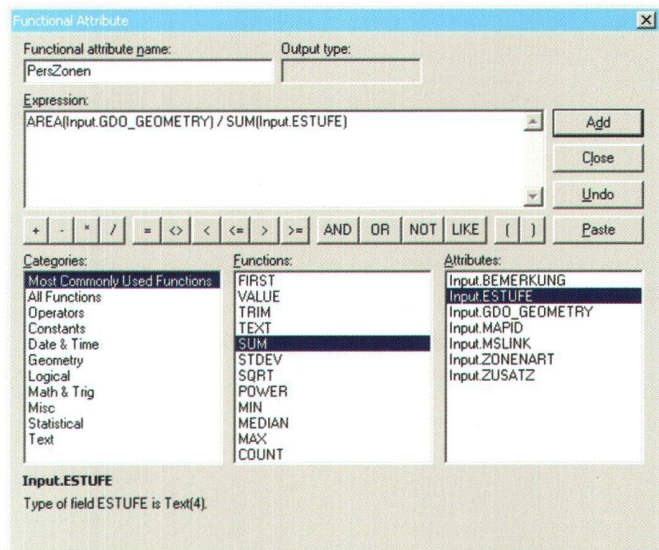 Functional Attribute
Functional attribute name:
Output type:
PersZonen
Expression:
AREA(Input.GDO_GEOMETRY) / SUM(Input.ESTUFE)
Add
Close
Undo
Paste
+ - * / = <> < <= > >= AND OR NOT LIKE ( )
Categories:
Most Commonly Used Functions
All Functions
Operators
Constants
Date & Time
Geometry
Logical
Math & Trig
Misc
Statistical
Text
Functions:
FIRST
VALUE
TRIM
TEXT
SUM
STDEV
SQRT
POWER
MIN
MEDIAN
MAX
COUNT
Attributes:
Input.BEMERKUNG
Input.ESTUFE
Input.GDO_GEOMETRY
Input.MAPID
Input.MSLINK
Input.ZONENART
Input.ZUSATZ
Input.ESTUFE
Type of field ESTUFE is Text(4).